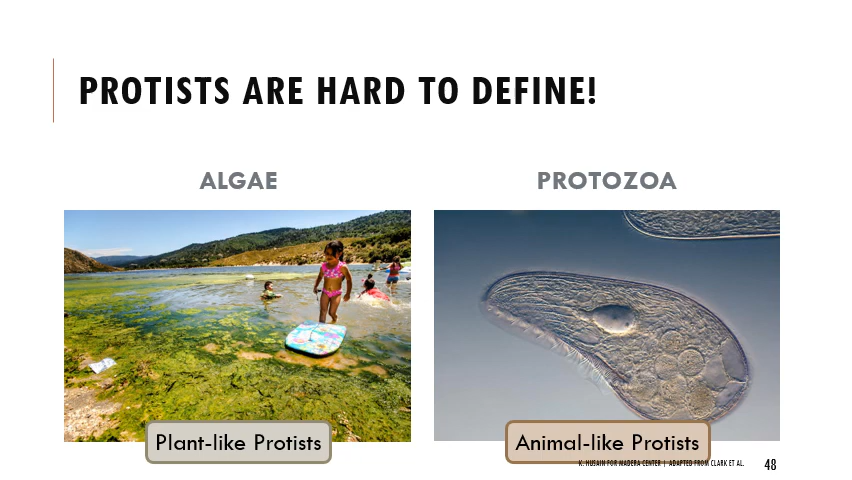 PROTISTS ARE HARD TO DEFINE!
ALGAE
PROTOZOA
Plant-like Protists
Animal-like Protists
K. HUSAIN FOR MADERA CENTER | ADAPTED FROM CLARK ET AL.
48